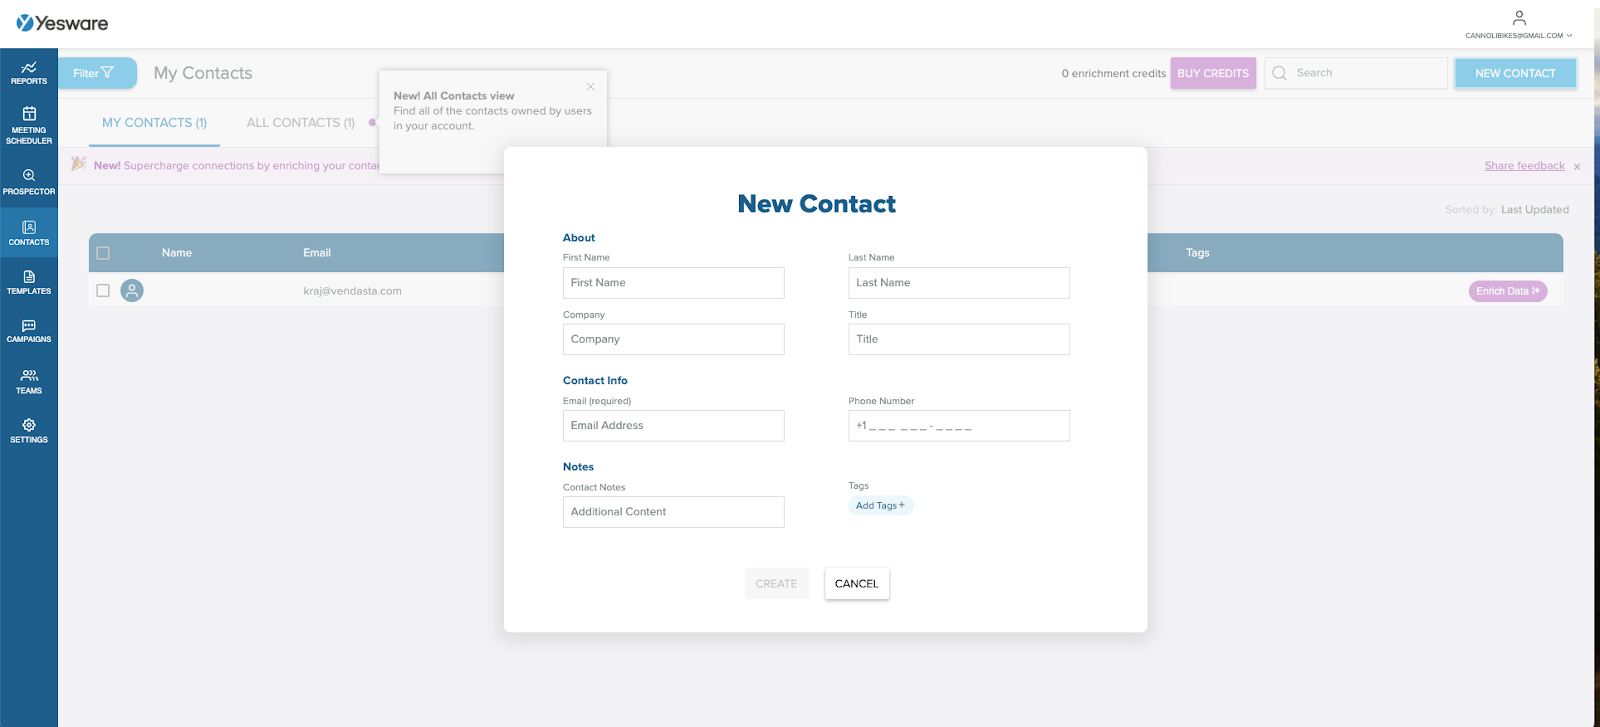 Yesware
CANNOLIBIKES@GMAIL.COM
REPORTS
MEETING
SCHEDULER
PROSPECTOR
CONTACTS
TEMPLATES
CAMPAIGNS
TEAMS
SETTINGS
Filter
My Contacts
0 enrichment credits
BUY CREDITS
Search
NEW CONTACT
MY CONTACTS (1)
ALL CONTACTS (1)
New! All Contacts view
Find all of the contacts owned by users
in your account.
New! Supercharge connections by enriching your
Share feedback
Sorted by: Last Updated
Name
Email
Tags
kraj@vendasta.com
Enrich Data
New Contact
About
First Name
Last Name
First Name
Last Name
Company
Title
Company
Title
Contact Info
Email (required)
Phone Number
Email Address
+1 _ _ _ _ _ _ - _ _ _ _
Notes
Contact Notes
Tags
Additional Content
Add Tags +
CREATE
CANCEL